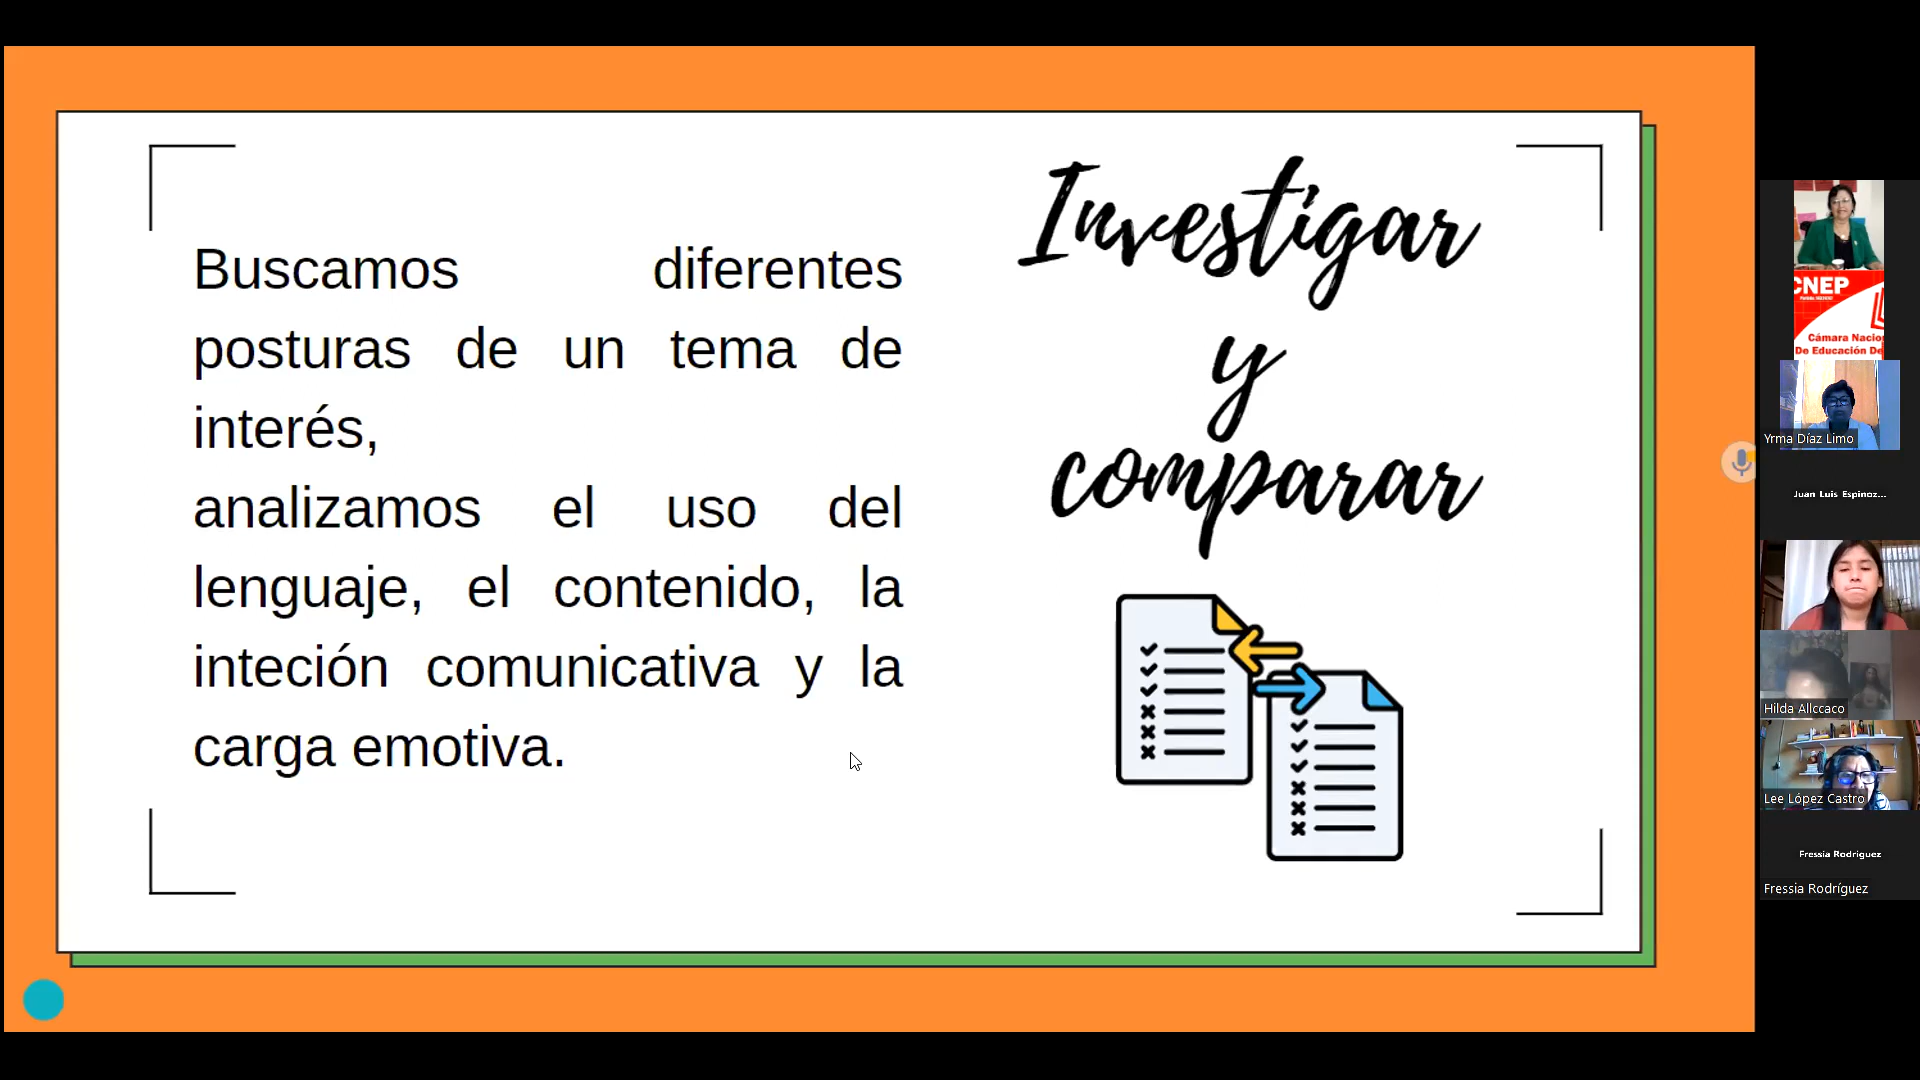 Buscamos diferentes
posturas de un tema de
interés,
analizamos el uso del
lenguaje, el contenido, la
inteción comunicativa y la
carga emotiva.
Investigar
y
comparar
CNEP
Cámara Nacio
De Educación De
Yrma Díaz Limo
Juan Luis Espinoz...
Hilda Allccaco
Lee López Castro
Fressia Rodríguez
Fressia Rodríguez